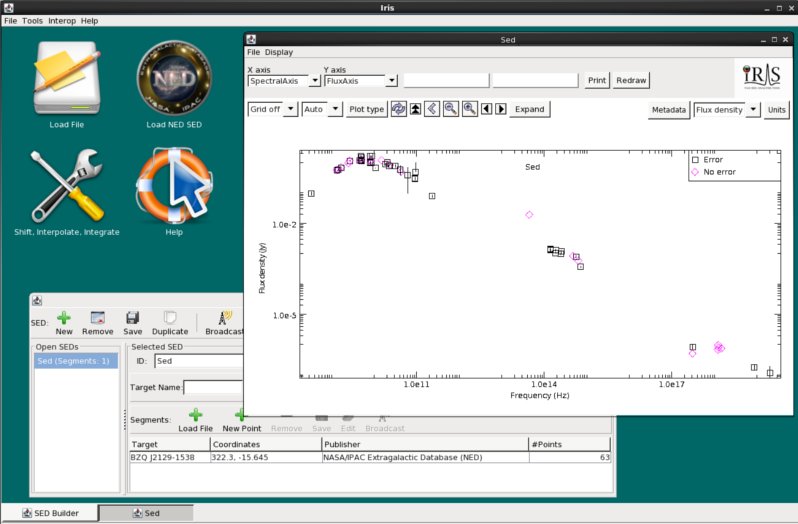 Iris
File Tools Interop Help
NED
NASA IPAC
Load File
Load NED SED
Shift, Interpolate, Integrate
Help
Sed
File Display
X axis
Y axis
SpectralAxis
FluxAxis
Print
Redraw
IRIS
Grid off
Auto
Plot type
Expand
Metadata
Flux density
Units
Sed
Error
No error
1.0e-2
1.0e-5
Flux density (Jy)
1.0e11
1.0e14
1.0e17
Frequency (Hz)
SED:
New
Remove
Save
Duplicate
Broadcast
Open SEDs
Sed (Segments: 1)
Selected SED
ID:
Sed
Target Name:
Segments:
Load File
New Point
Remove
Save
Edit
Broadcast
Target
Coordinates
Publisher
#Points
BZQ J2129-1538
322.3, -15.645
NASA/IPAC Extragalactic Database (NED)
63
SED Builder
Sed